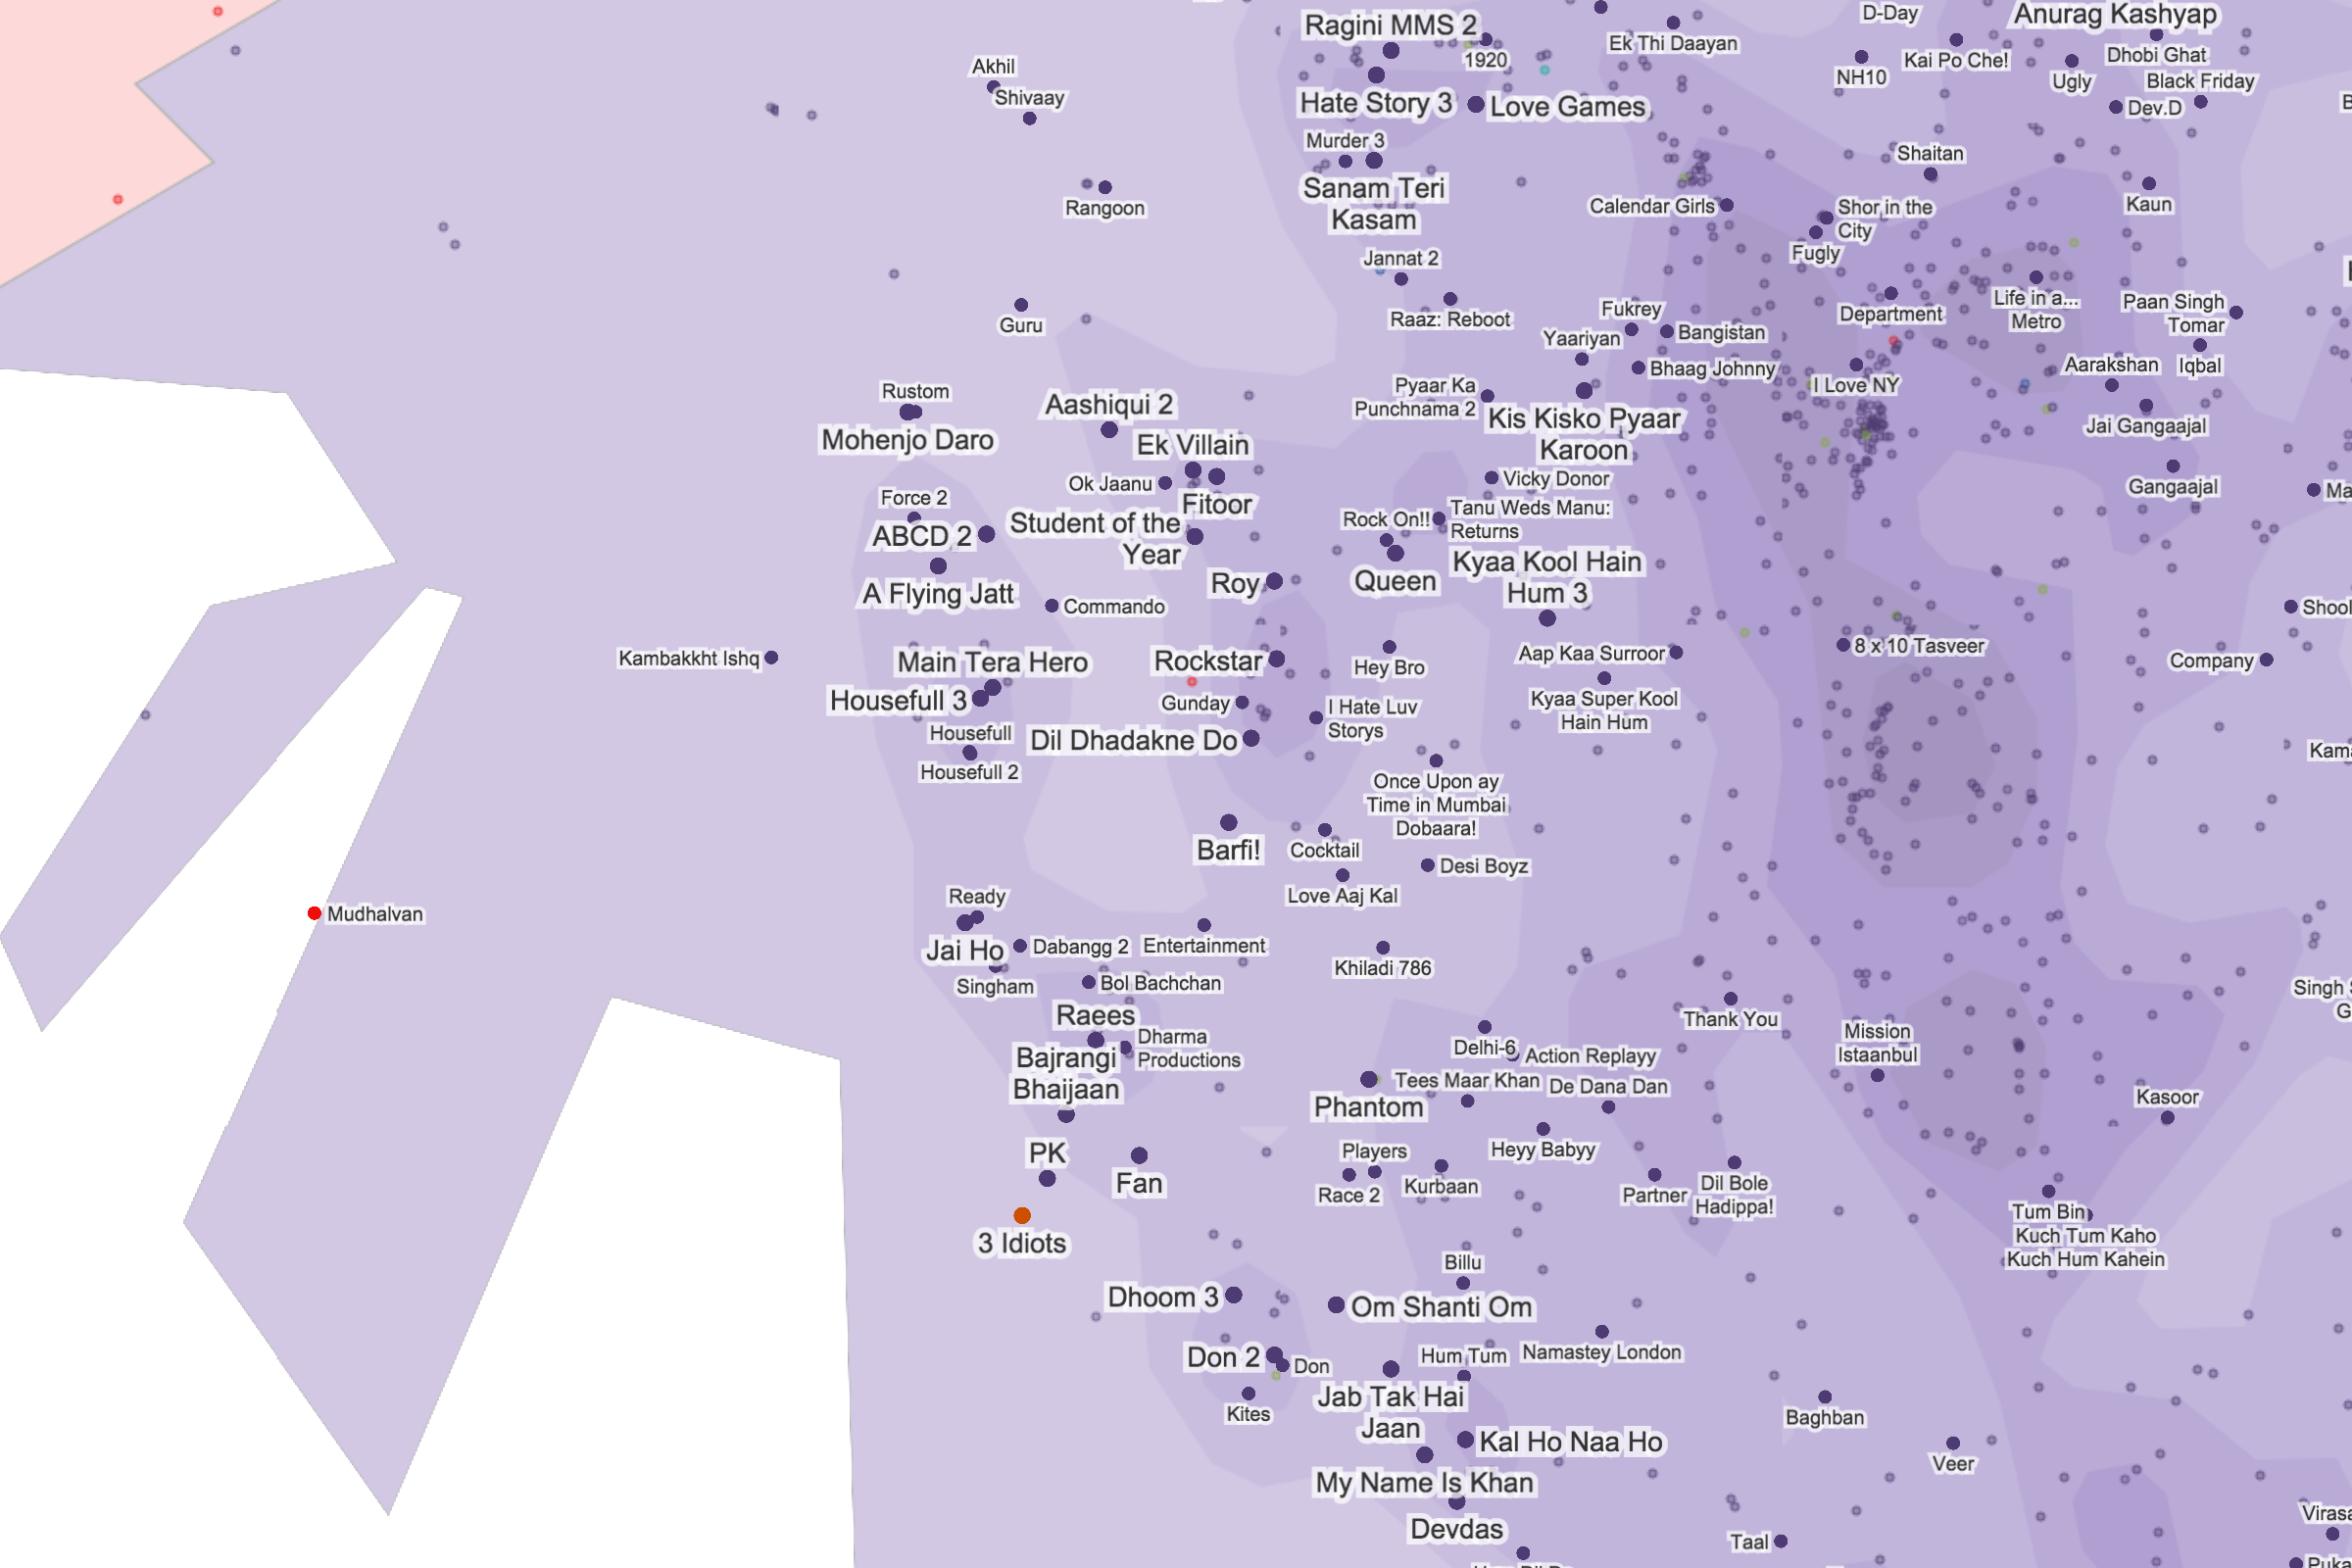 Ragini MMS 2
1920
Ek Thi Daayan
D-Day
Anurag Kashyap
Kai Po Che!
Dhobi Ghat
NH10
Ugly
Black Friday
Akhil
Shivaay
Hate Story 3
Love Games
Dev.D
Murder 3
Shaitan
Sanam Teri
Kasam
Rangoon
Calendar Girls
Shor in the
City
Kaun
Fugly
Jannat 2
Guru
Raaz: Reboot
Fukrey
Yaariyan
Bangistan
Department
Life in a...
Metro
Paan Singh
Tomar
Bhaag Johnny
Aarakshan
Iqbal
Rustom
Mohenjo Daro
Aashiqui 2
Pyaar Ka
Punchnama 2
Kis Kisko Pyaar
Karoon
I Love NY
Jai Gangaajal
Ek Villain
Ok Jaanu
Fitoor
Vicky Donor
Gangaajal
Force 2
ABCD 2
Student of the
Year
Rock On!!
Tanu Weds Manu:
Returns
A Flying Jatt
Roy
Queen
Kyaa Kool Hain
Hum 3
Commando
Kambakkht Ishq
Main Tera Hero
Rockstar
Hey Bro
Aap Kaa Surroor
8 x 10 Tasveer
Company
Housefull 3
Gunday
I Hate Luv
Storys
Kyaa Super Kool
Hain Hum
Housefull
Dil Dhadakne Do
Housefull 2
Once Upon ay
Time in Mumbai
Dobaara!
Barfi!
Cocktail
Desi Boyz
Love Aaj Kal
Ready
Mudhalvan
Jai Ho
Dabangg 2
Entertainment
Khiladi 786
Singham
Bol Bachchan
Raees
Thank You
Dharma
Productions
Delhi-6
Action Replayy
Mission
Istaanbul
Bajrangi
Bhaijaan
Tees Maar Khan
De Dana Dan
Phantom
Kasoor
PK
Fan
Players
Heyy Babyy
Race 2
Kurbaan
Partner
Dil Bole
Hadippa!
3 Idiots
Tum Bin
Kuch Tum Kaho
Kuch Hum Kahein
Billu
Dhoom 3
Om Shanti Om
Don 2
Don
Hum Tum
Namastey London
Kites
Jab Tak Hai
Jaan
Baghban
Kal Ho Naa Ho
Veer
My Name Is Khan
Devdas
Taal